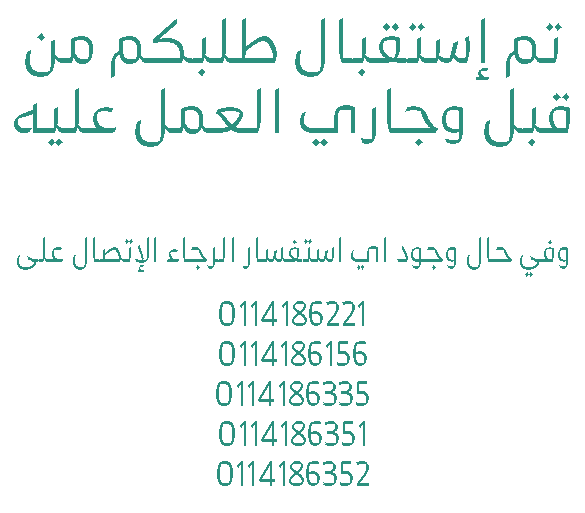 تم إستقبال طلبكم من
قبل وجاري العمل عليه
وفي حال وجود اي استفسار الرجاء الإتصال على
0114186221
0114186156
0114186335
0114186351
0114186352